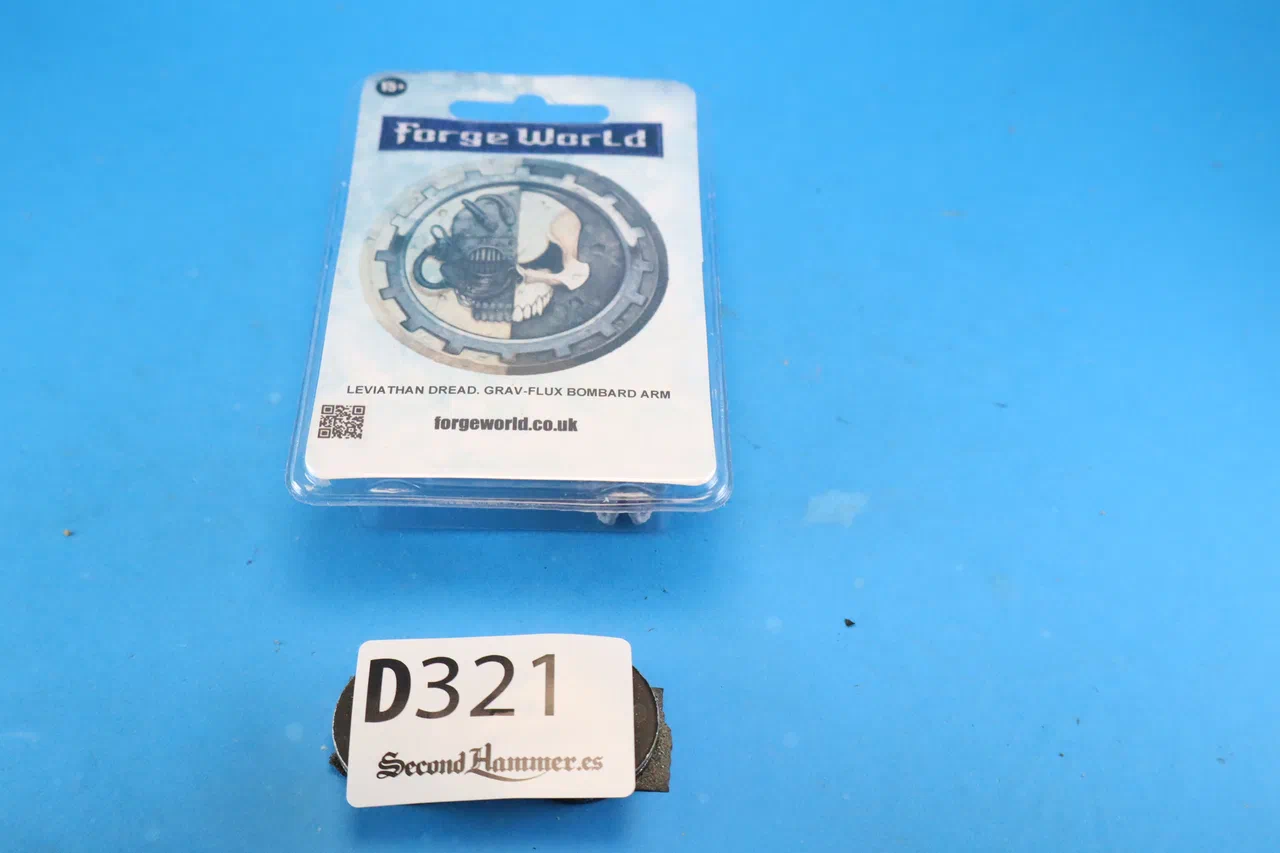 15+
Forge World
LEVIATHAN DREAD. GRAV-FLUX BOMBARD ARM
forgeworld.co.uk
D321
SecondHammer.es